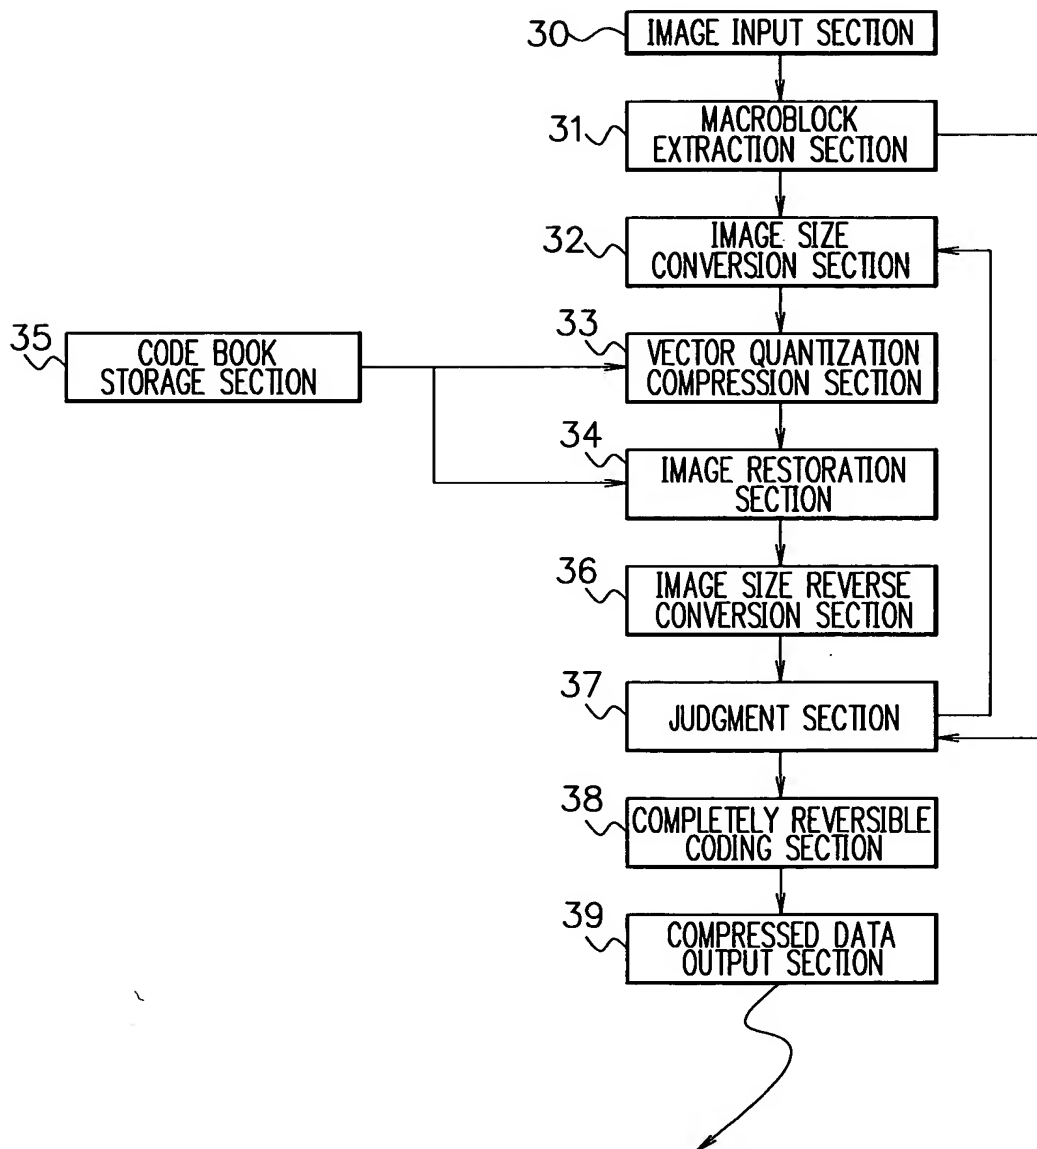 30
IMAGE INPUT SECTION
31
MACROBLOCK
EXTRACTION SECTION
32
IMAGE SIZE
CONVERSION SECTION
35
CODE BOOK
STORAGE SECTION
33
VECTOR QUANTIZATION
COMPRESSION SECTION
34
IMAGE RESTORATION
SECTION
36
IMAGE SIZE REVERSE
CONVERSION SECTION
37
JUDGMENT SECTION
38
COMPLETELY REVERSIBLE
CODING SECTION
39
COMPRESSED DATA
OUTPUT SECTION